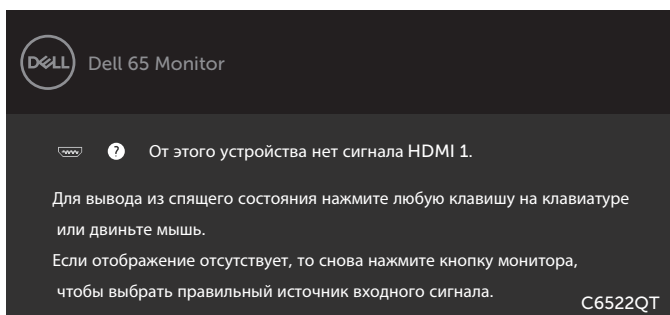 DELL Dell 65 Monitor
? От этого устройства нет сигнала HDMI 1.
Для вывода из спящего состояния нажмите любую клавишу на клавиатуре
или двиньте мышь.
Если отображение отсутствует, то снова нажмите кнопку монитора,
чтобы выбрать правильный источник входного сигнала.
C6522QT